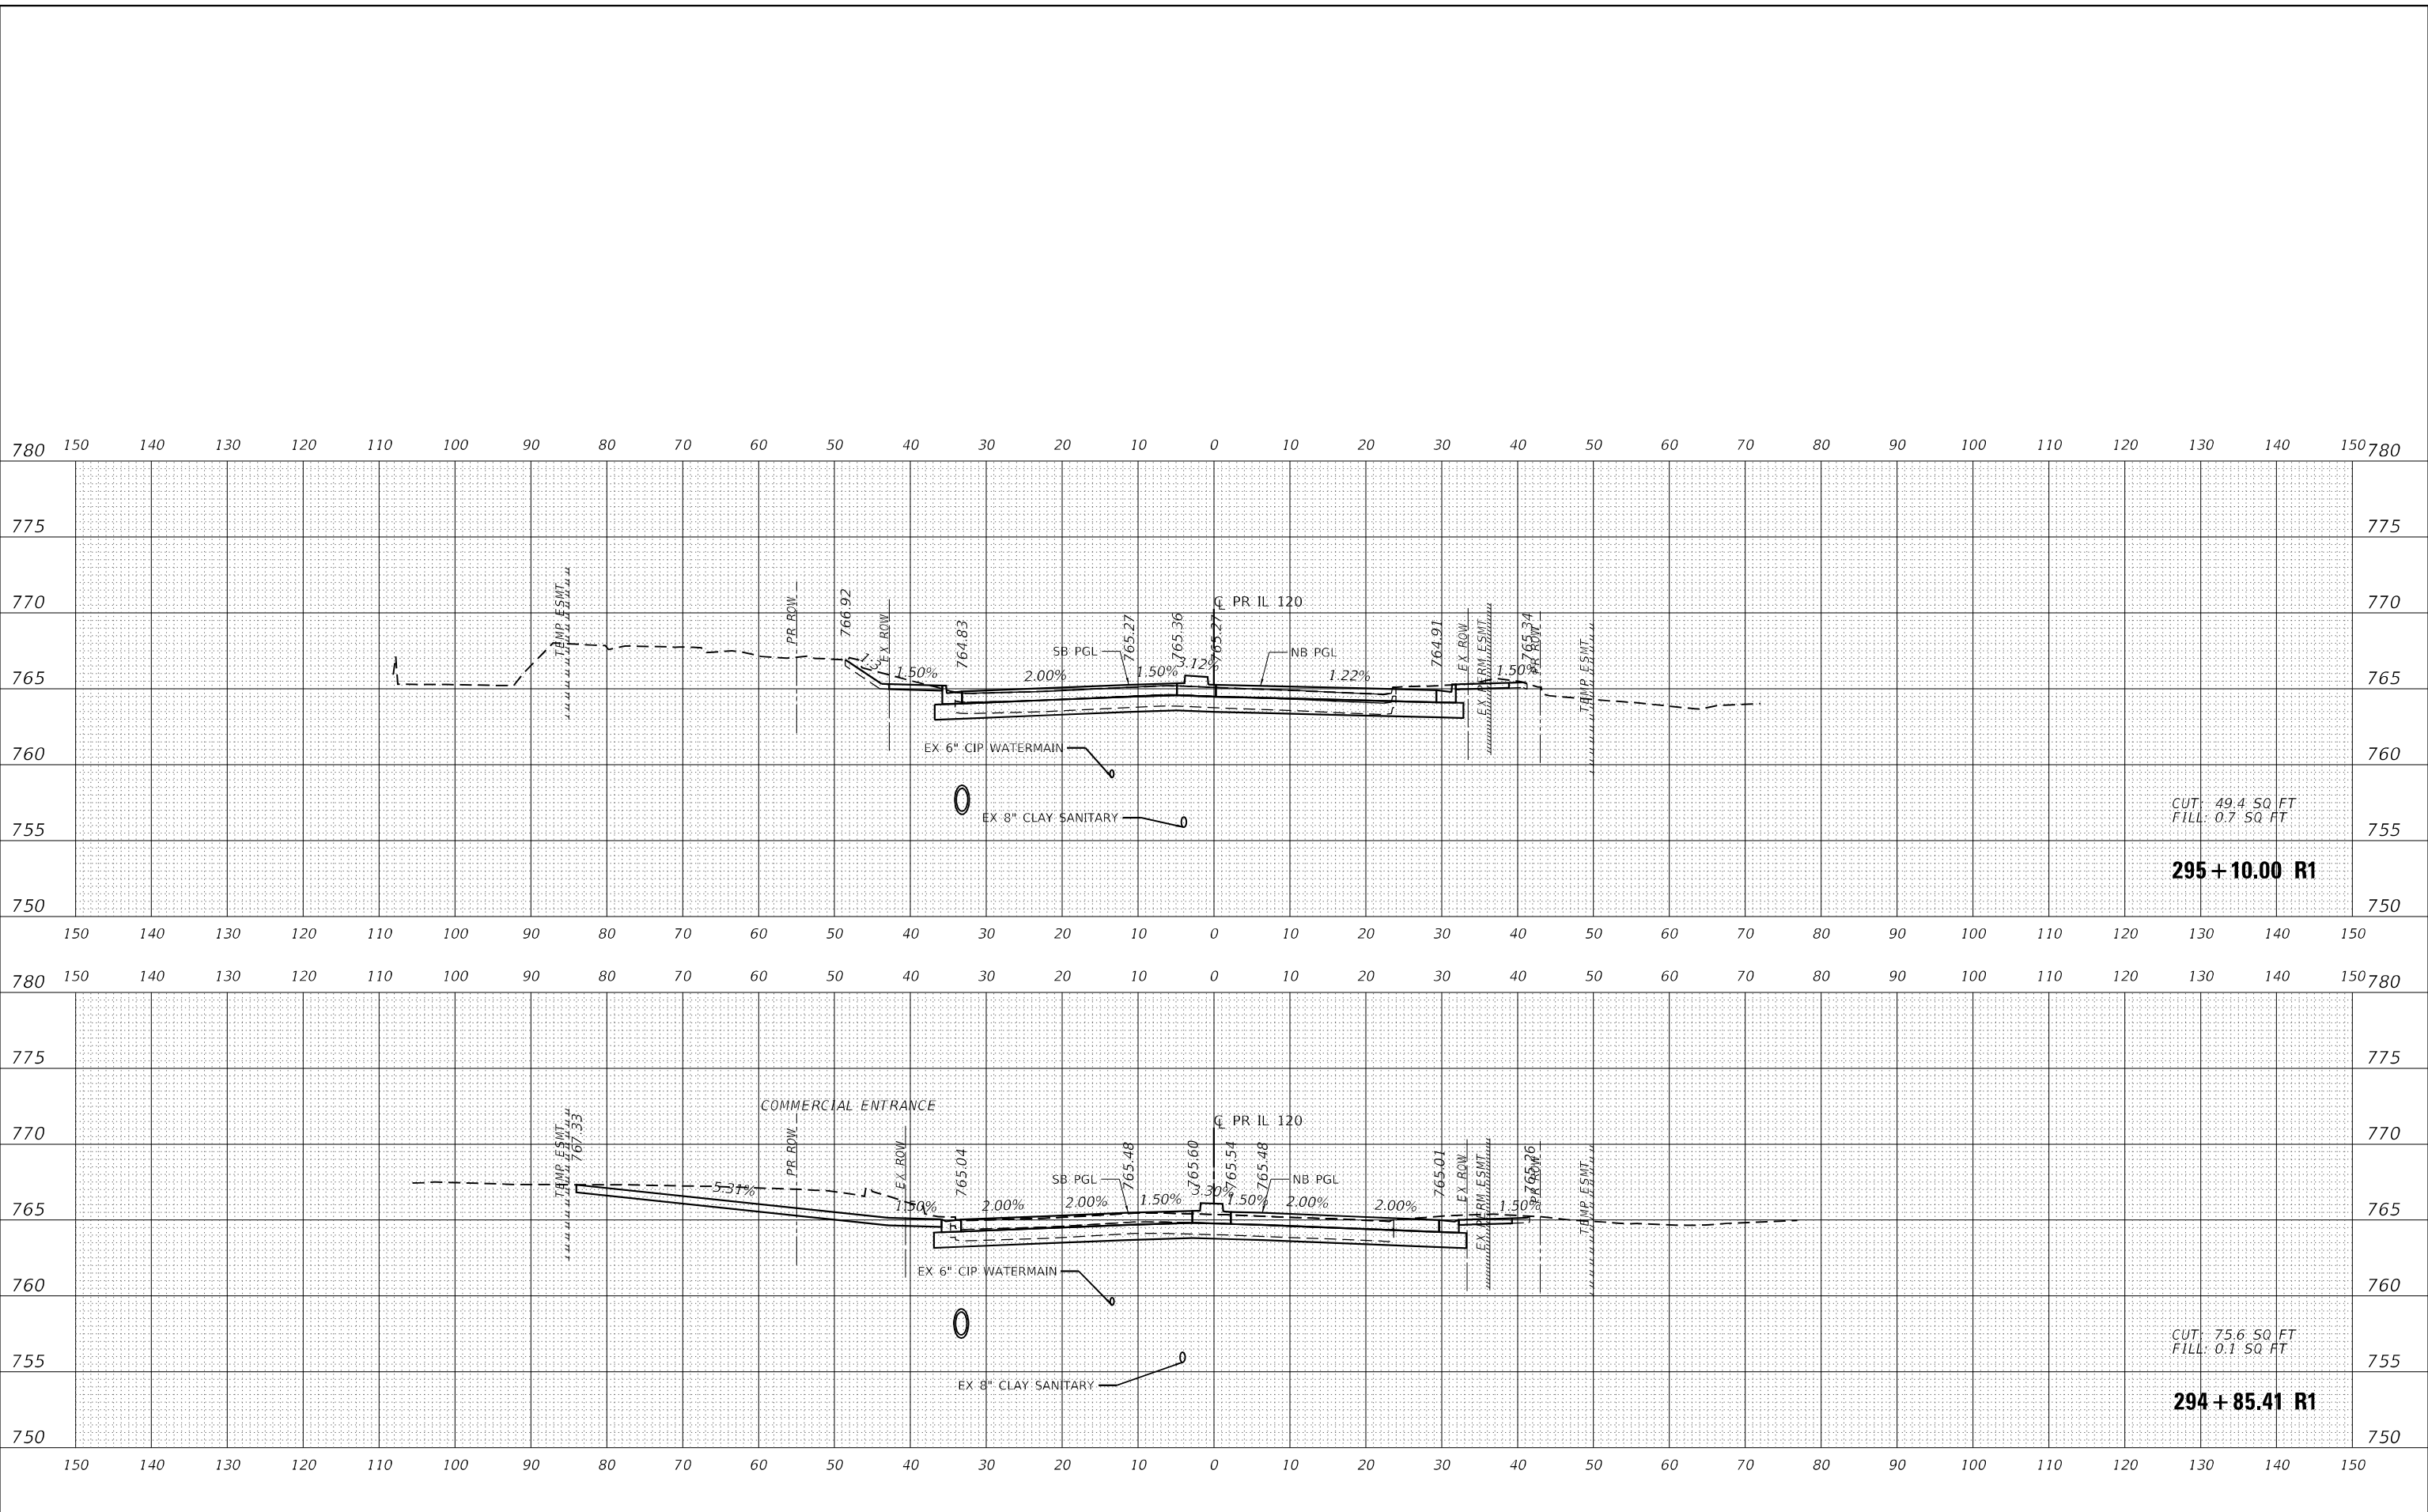 780 150 140 130 120 110 100 90 80 70 60 50 40 30 20 10 0 10 20 30 40 50 60 70 80 90 100 110 120 130 140 150 780
775 775
770 770
TEMP ESMT
PR ROW
766.92
EX ROW
764.83
765.27
765.36
765.27
℄ PR IL 120
764.91
EX ROW
EX PERM ESMT
765.34
PR ROW
TEMP ESMT
SB PGL
NB PGL
1:3
1.50%
2.00%
1.50%
3.12%
1.22%
1.50%
765 765
EX 6" CIP WATERMAIN
760 760
EX 8" CLAY SANITARY
CUT: 49.4 SQ FT
FILL: 0.7 SQ FT
755 755
295+10.00 R1
750 750
150 140 130 120 110 100 90 80 70 60 50 40 30 20 10 0 10 20 30 40 50 60 70 80 90 100 110 120 130 140 150
780 150 140 130 120 110 100 90 80 70 60 50 40 30 20 10 0 10 20 30 40 50 60 70 80 90 100 110 120 130 140 150 780
775 775
COMMERCIAL ENTRANCE
770 770
TEMP ESMT
767.33
PR ROW
EX ROW
765.04
765.48
765.60
℄ PR IL 120
765.54
765.48
765.01
EX ROW
EX PERM ESMT
765.26
PR ROW
TEMP ESMT
SB PGL
NB PGL
5.31%
1.50%
2.00%
2.00%
1.50%
3.30%
1.50%
2.00%
2.00%
1.50%
765 765
EX 6" CIP WATERMAIN
760 760
EX 8" CLAY SANITARY
CUT: 75.6 SQ FT
FILL: 0.1 SQ FT
755 755
294+85.41 R1
750 750
150 140 130 120 110 100 90 80 70 60 50 40 30 20 10 0 10 20 30 40 50 60 70 80 90 100 110 120 130 140 150